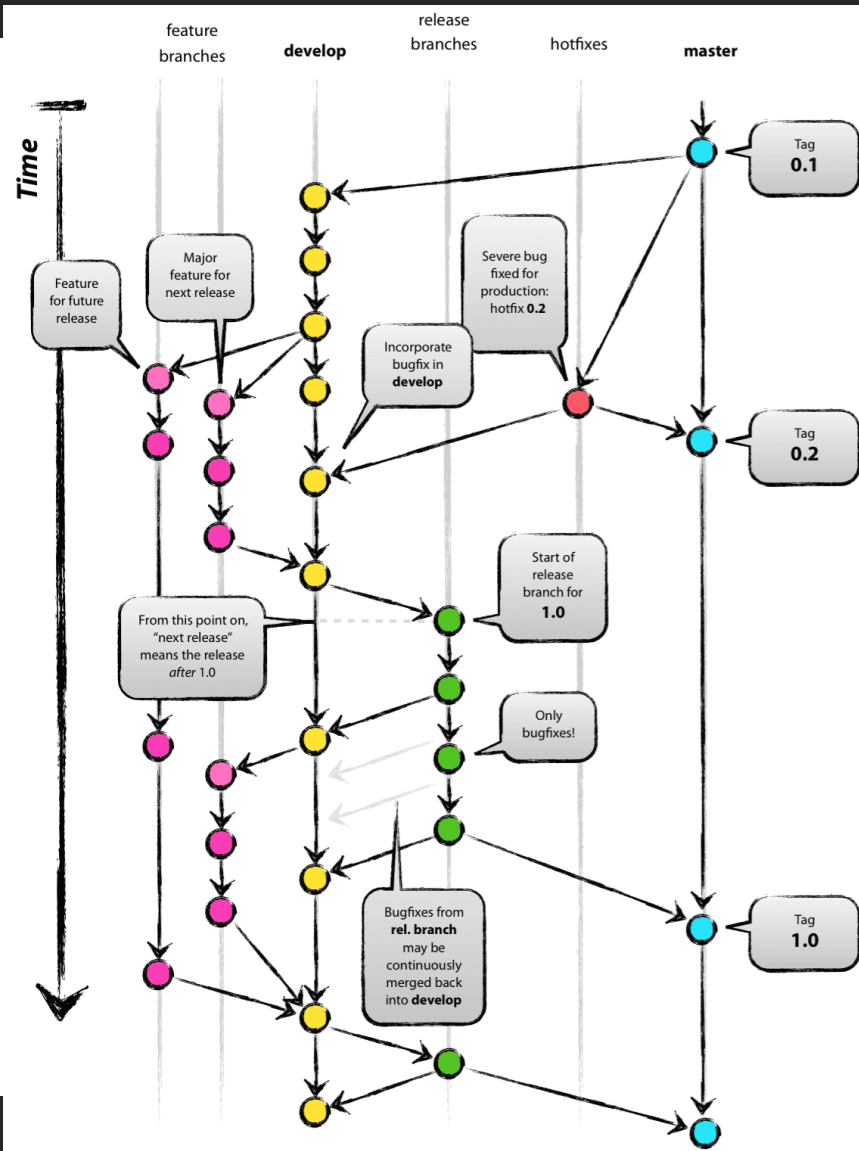 feature
branches
develop
release
branches
hotfixes
master
Time
Tag
0.1
Major
feature for
next release
Severe bug
fixed for
production:
hotfix 0.2
Feature
for future
release
Incorporate
bugfix in
develop
Tag
0.2
Start of
release
branch for
1.0
From this point on,
“next release”
means the release
after 1.0
Only
bugfixes!
Bugfixes from
rel. branch
may be
continuously
merged back
into develop
Tag
1.0